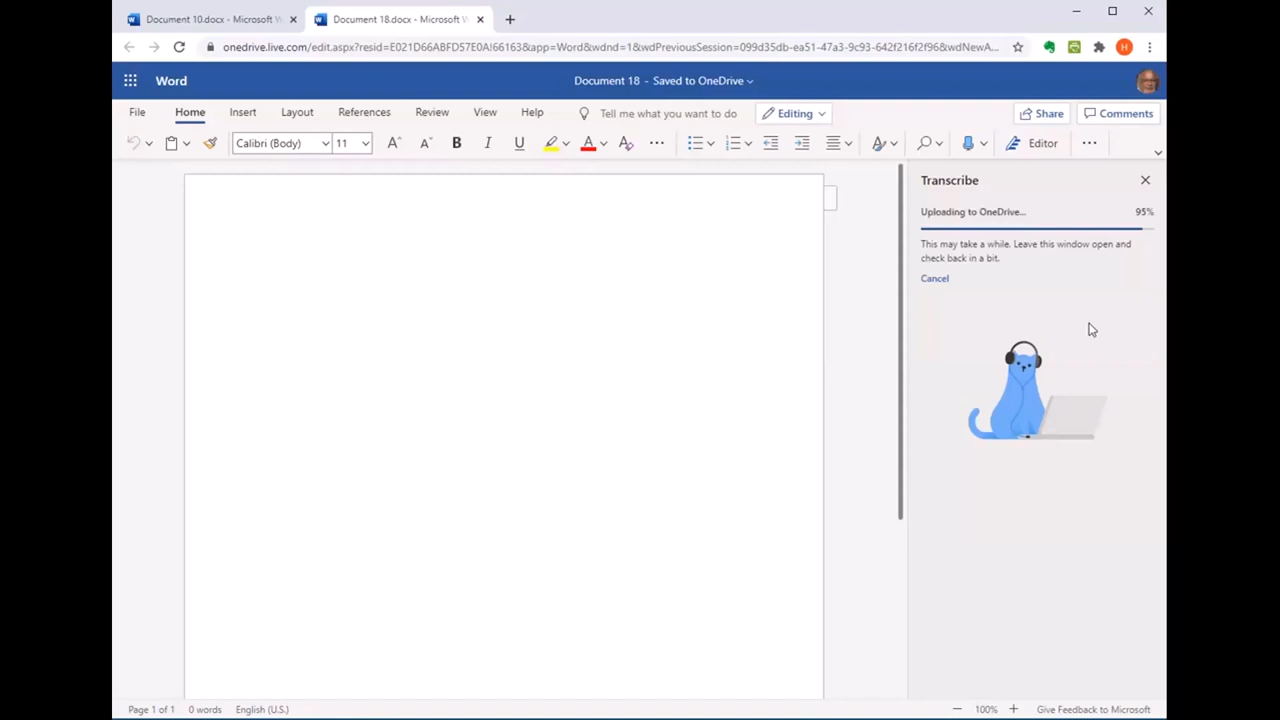 Document 10.docx - Microsoft W
Document 18.docx - Microsoft W
onedrive.live.com/edit.aspx?resid=E021D66ABFD57E0A!66163&app=Word&wdnd=1&wdPreviousSession=099d35db-ea51-47a3-9c93-642f216f2f96&wdNewA...
H
Word
Document 18 - Saved to OneDrive
File Home Insert Layout References Review View Help Tell me what you want to do Editing Share Comments
Calibri (Body) 11 A A B I U A A Editor
Transcribe
Uploading to OneDrive... 95%
This may take a while. Leave this window open and
check back in a bit.
Cancel
Page 1 of 1 0 words English (U.S.) 100% Give Feedback to Microsoft